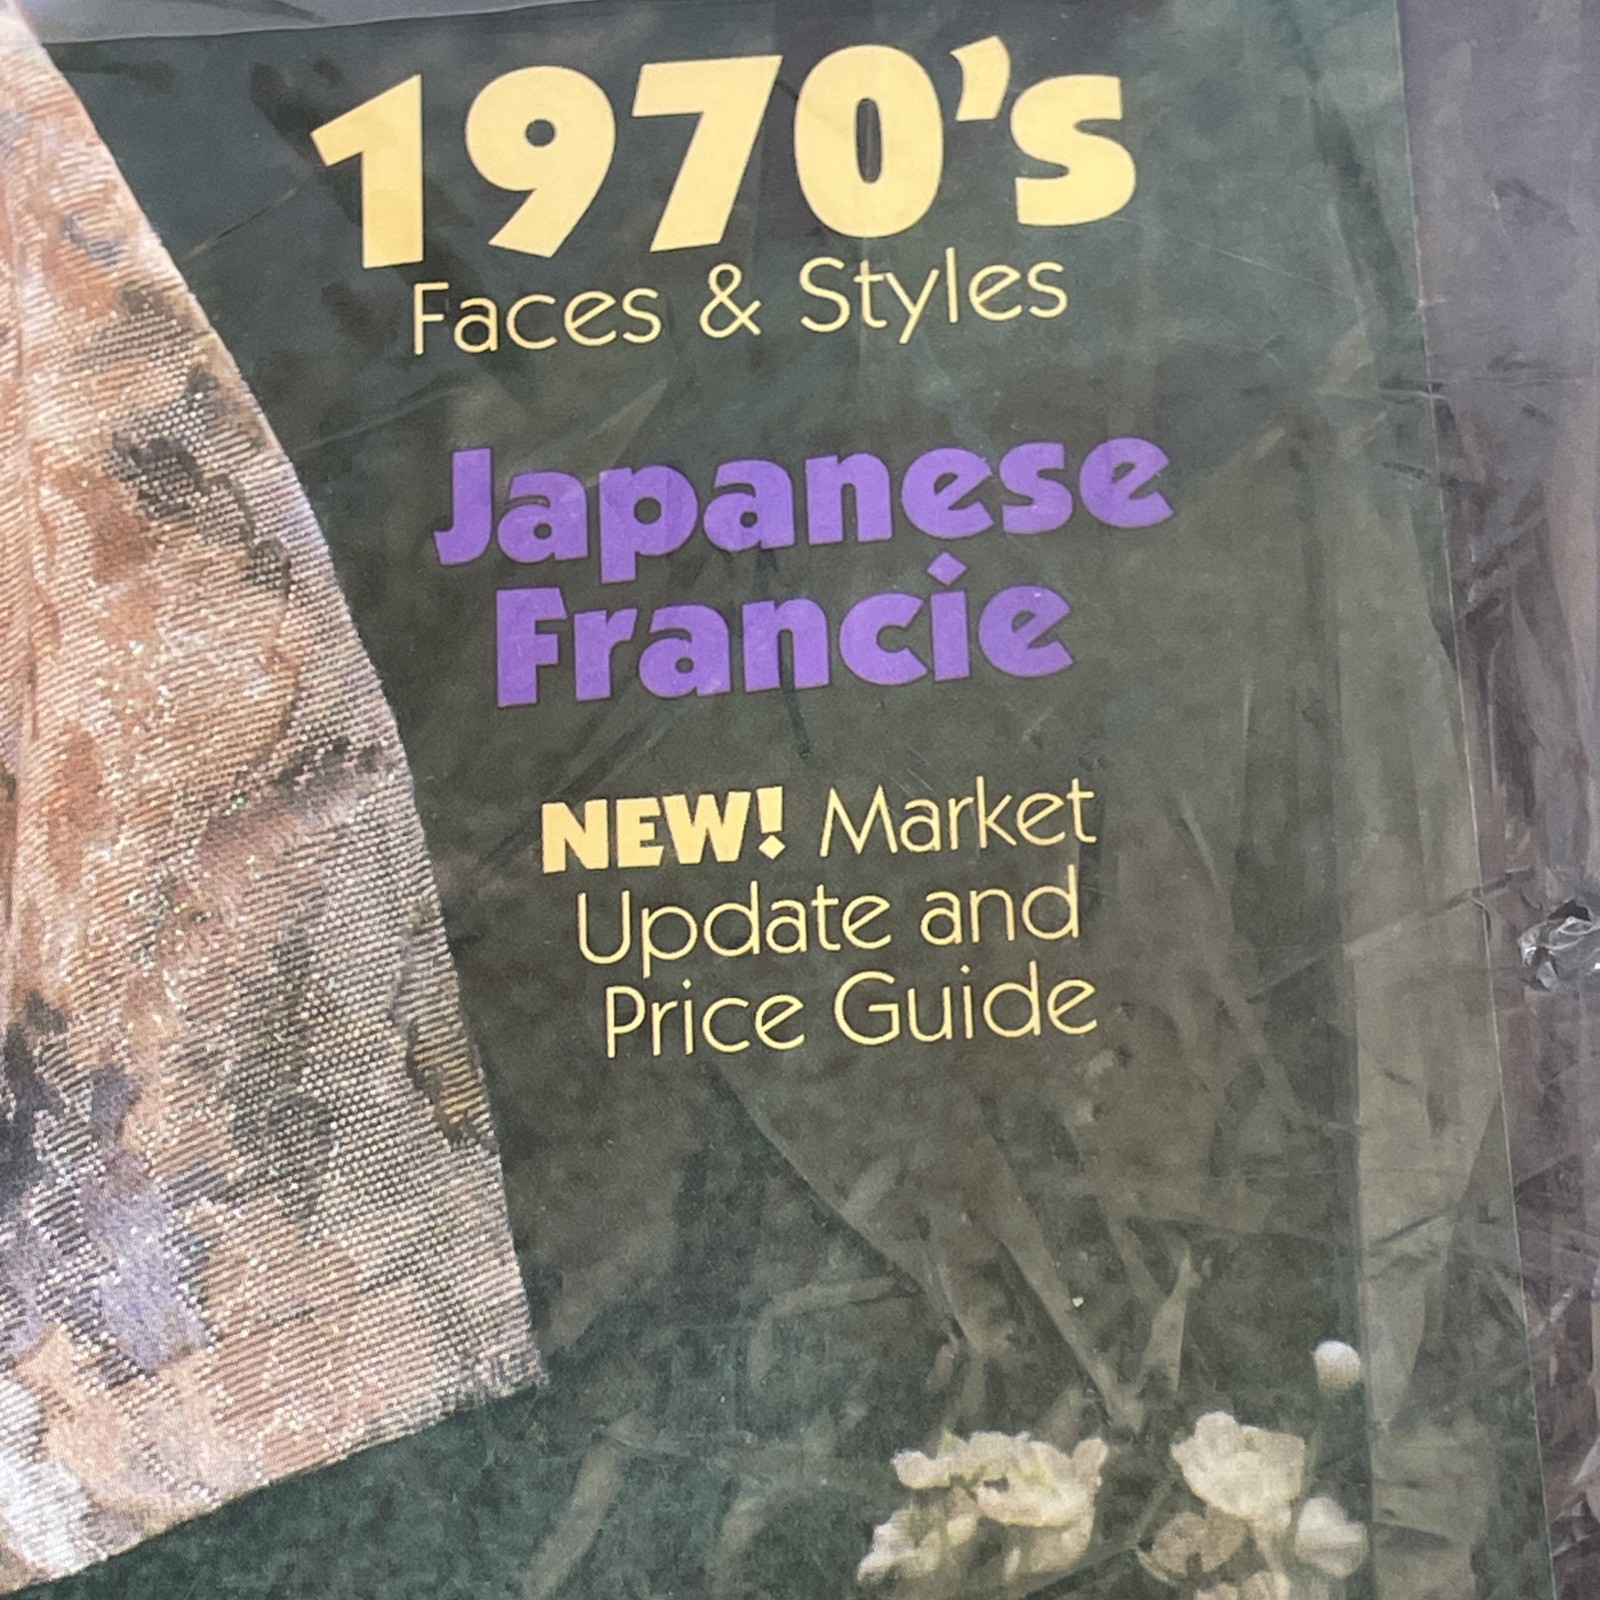 1970's
Faces & Styles
Japanese
Francie
NEW! Market
Update and
Price Guide